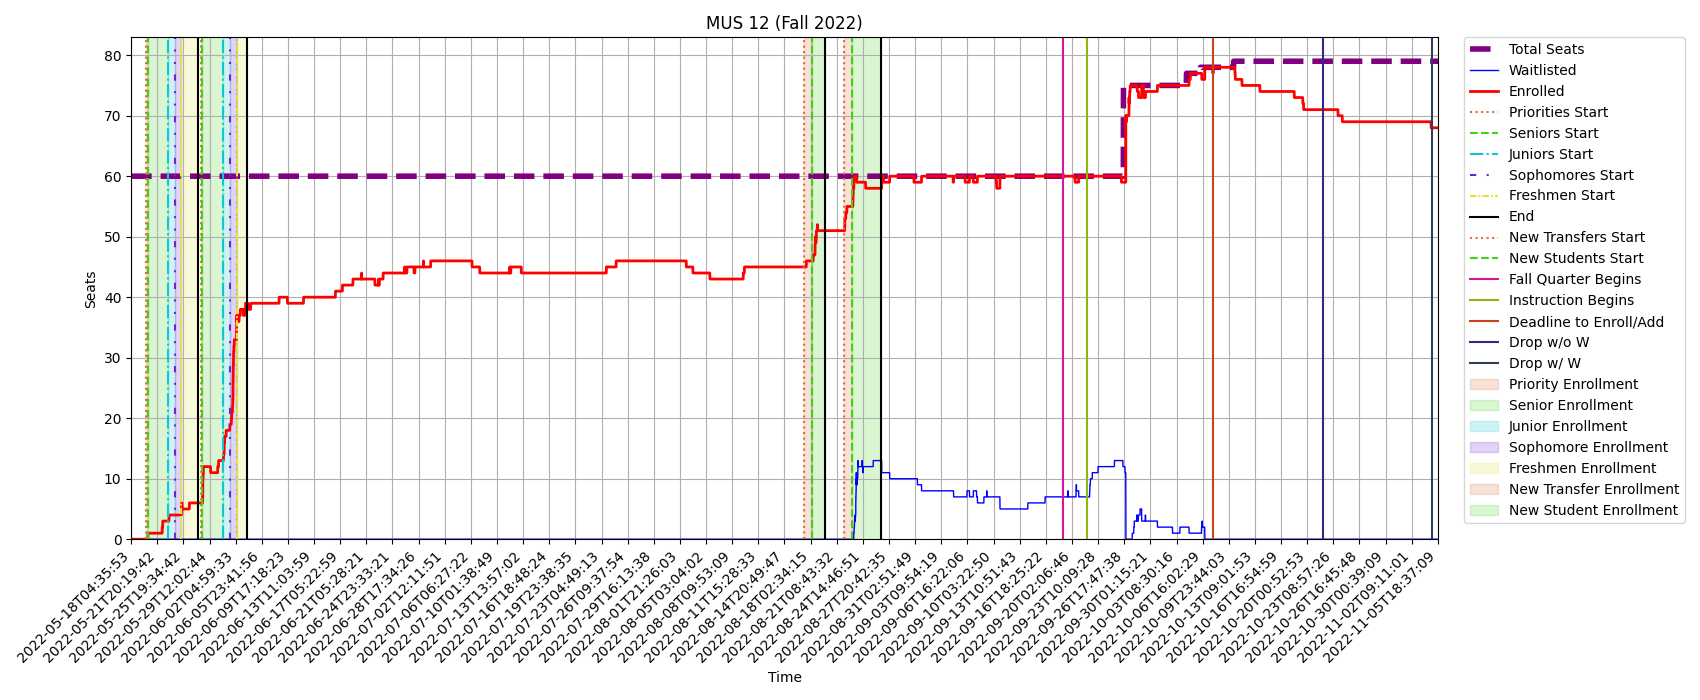 MUS 12 (Fall 2022)
Seats
80
70
60
50
40
30
20
10
0
2022-05-18T04:35:53
2022-05-21T20:19:42
2022-05-25T19:34:42
2022-05-29T12:02:44
2022-06-02T04:59:33
2022-06-05T23:41:56
2022-06-09T17:18:23
2022-06-13T11:03:59
2022-06-17T05:22:59
2022-06-21T05:28:21
2022-06-24T23:33:21
2022-06-28T17:34:26
2022-07-02T12:11:51
2022-07-06T06:27:22
2022-07-10T01:38:49
2022-07-13T13:57:02
2022-07-16T18:48:24
2022-07-19T23:38:35
2022-07-23T04:49:13
2022-07-26T09:37:54
2022-07-29T16:13:38
2022-08-01T21:26:03
2022-08-05T03:04:02
2022-08-08T09:53:09
2022-08-11T15:28:33
2022-08-14T20:49:47
2022-08-18T02:34:15
2022-08-21T08:43:32
2022-08-24T14:46:51
2022-08-27T20:42:35
2022-08-31T02:51:49
2022-09-03T09:54:19
2022-09-06T16:22:06
2022-09-10T03:22:50
2022-09-13T10:51:43
2022-09-16T18:25:22
2022-09-20T02:06:46
2022-09-23T10:09:28
2022-09-26T17:47:38
2022-09-30T01:15:21
2022-10-03T08:30:16
2022-10-06T16:02:29
2022-10-09T23:44:03
2022-10-13T09:01:53
2022-10-16T16:54:59
2022-10-20T00:52:53
2022-10-23T08:57:26
2022-10-26T16:45:48
2022-10-30T00:39:09
2022-11-02T09:11:01
2022-11-05T18:37:09
Time
Total Seats
Waitlisted
Enrolled
Priorities Start
Seniors Start
Juniors Start
Sophomores Start
Freshmen Start
End
New Transfers Start
New Students Start
Fall Quarter Begins
Instruction Begins
Deadline to Enroll/Add
Drop w/o W
Drop w/ W
Priority Enrollment
Senior Enrollment
Junior Enrollment
Sophomore Enrollment
Freshmen Enrollment
New Transfer Enrollment
New Student Enrollment